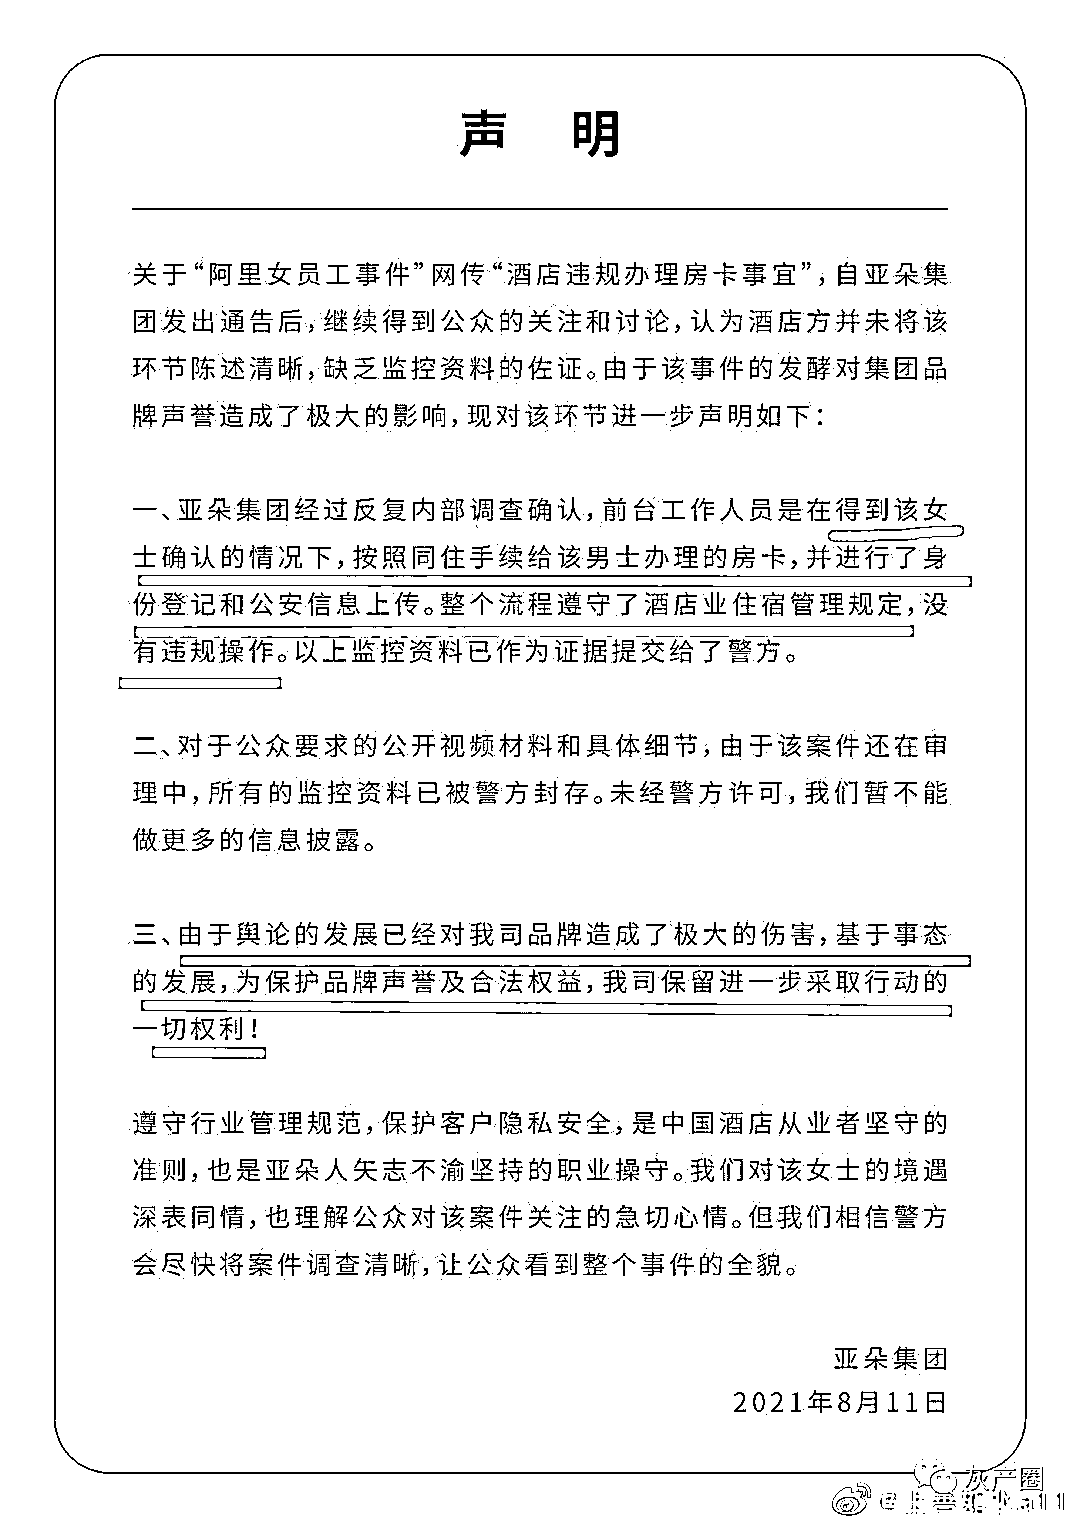 声 明
关于“阿里女员工事件”网传“酒店违规办理房卡事宜”，自亚朵集
团发出通告后，继续得到公众的关注和讨论，认为酒店方并未将该
环节陈述清晰，缺乏监控资料的佐证。由于该事件的发酵对集团品
牌声誉造成了极大的影响，现对该环节进一步声明如下：
一、亚朵集团经过反复内部调查确认，前台工作人员是在得到该女
士确认的情况下，按照同住手续给该男士办理的房卡，并进行了身
份登记和公安信息上传。整个流程遵守了酒店业住宿管理规定，没
有违规操作。以上监控资料已作为证据提交给了警方。
二、对于公众要求的公开视频材料和具体细节，由于该案件还在审
理中，所有的监控资料已被警方封存。未经警方许可，我们暂不能
做更多的信息披露。
三、由于舆论的发展已经对我司品牌造成了极大的伤害，基于事态
的发展，为保护品牌声誉及合法权益，我司保留进一步采取行动的
一切权利！
遵守行业管理规范，保护客户隐私安全，是中国酒店从业者坚守的
准则，也是亚朵人矢志不渝坚持的职业操守。我们对该女士的境遇
深表同情，也理解公众对该案件关注的急切心情。但我们相信警方
会尽快将案件调查清晰，让公众看到整个事件的全貌。
亚朵集团
2021年8月11日
灰产圈